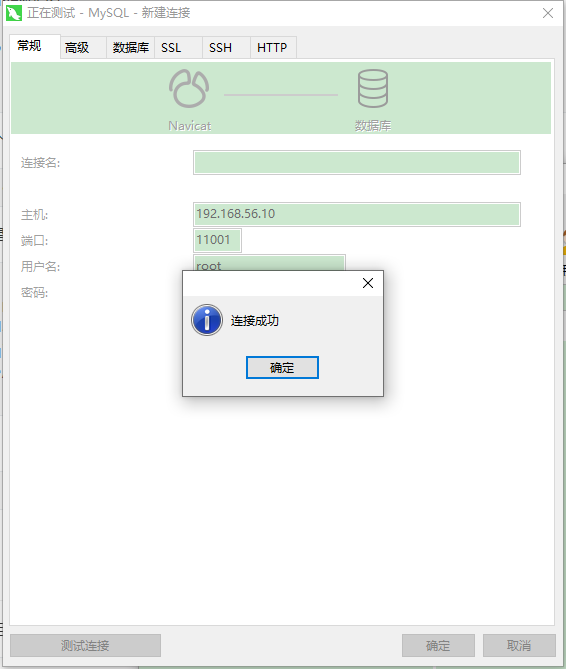 正在测试 - MySQL - 新建连接
常规 高级 数据库 SSL SSH HTTP
Navicat 数据库
连接名:
主机: 192.168.56.10
端口: 11001
用户名: root
密码:
连接成功
确定
测试连接 确定 取消